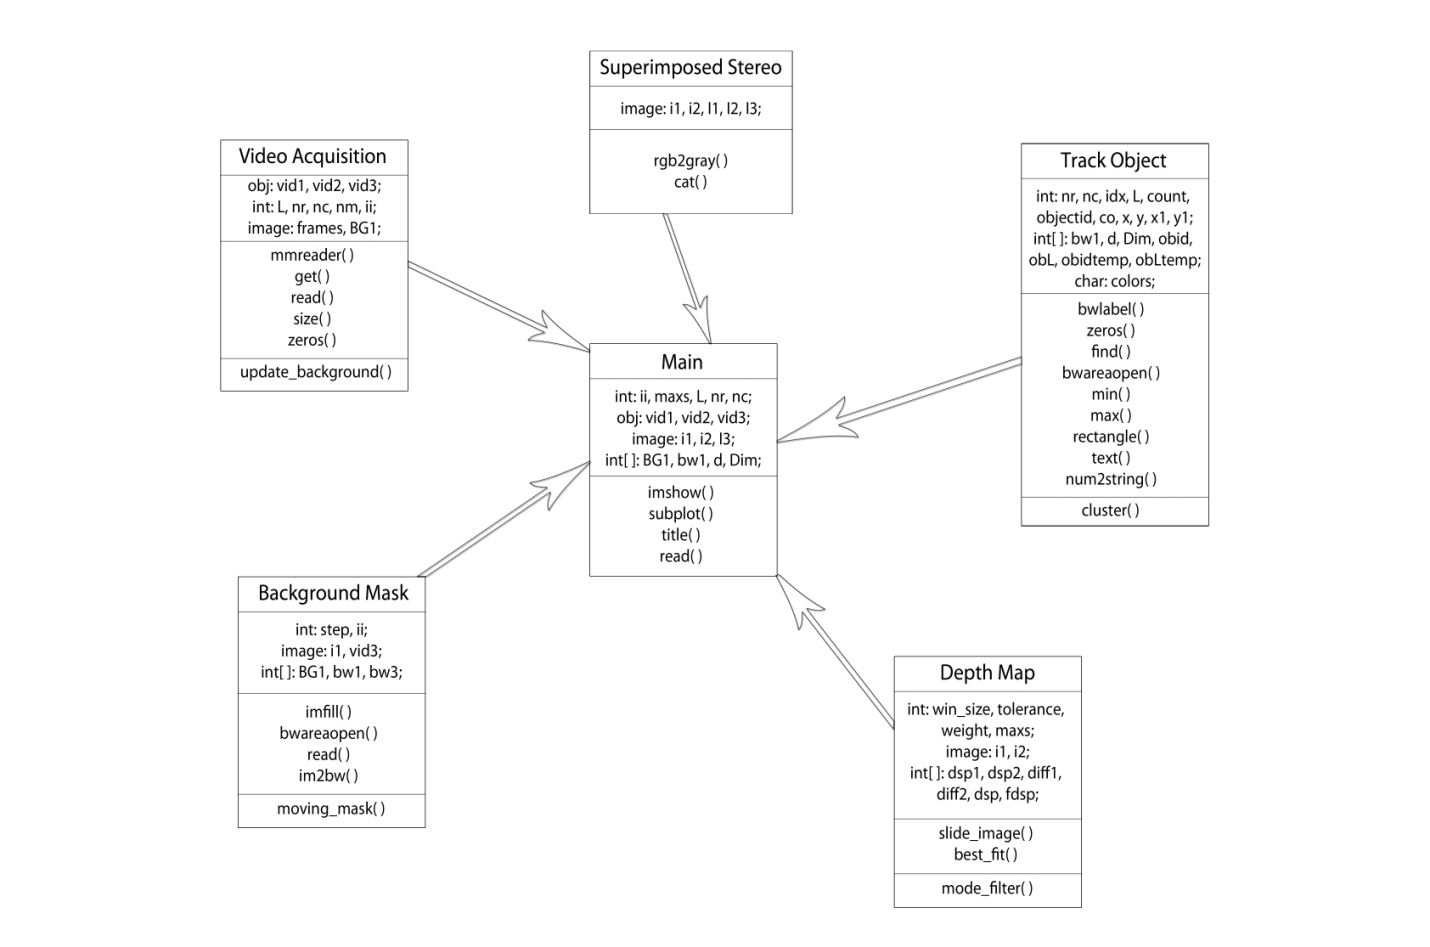 Superimposed Stereo
image: i1, i2, l1, l2, l3;
rgb2gray( )
cat( )
Video Acquisition
obj: vid1, vid2, vid3;
int: L, nr, nc, nm, ii;
image: frames, BG1;
mmreader( )
get( )
read( )
size( )
zeros( )
update_background( )
Track Object
int: nr, nc, idx, L, count,
objectid, co, x, y, x1, y1;
int[ ]: bw1, d, Dim, obid,
obL, obidtemp, obLtemp;
char: colors;
bwlabel( )
zeros( )
find( )
bwareaopen( )
min( )
max( )
rectangle( )
text( )
num2string( )
cluster( )
Main
int: ii, maxs, L, nr, nc;
obj: vid1, vid2, vid3;
image: i1, i2, l3;
int[ ]: BG1, bw1, d, Dim;
imshow( )
subplot( )
title( )
read( )
Background Mask
int: step, ii;
image: i1, vid3;
int[ ]: BG1, bw1, bw3;
imfill( )
bwareaopen( )
read( )
im2bw( )
moving_mask( )
Depth Map
int: win_size, tolerance,
weight, maxs;
image: i1, i2;
int[ ]: dsp1, dsp2, diff1,
diff2, dsp, fdsp;
slide_image( )
best_fit( )
mode_filter( )